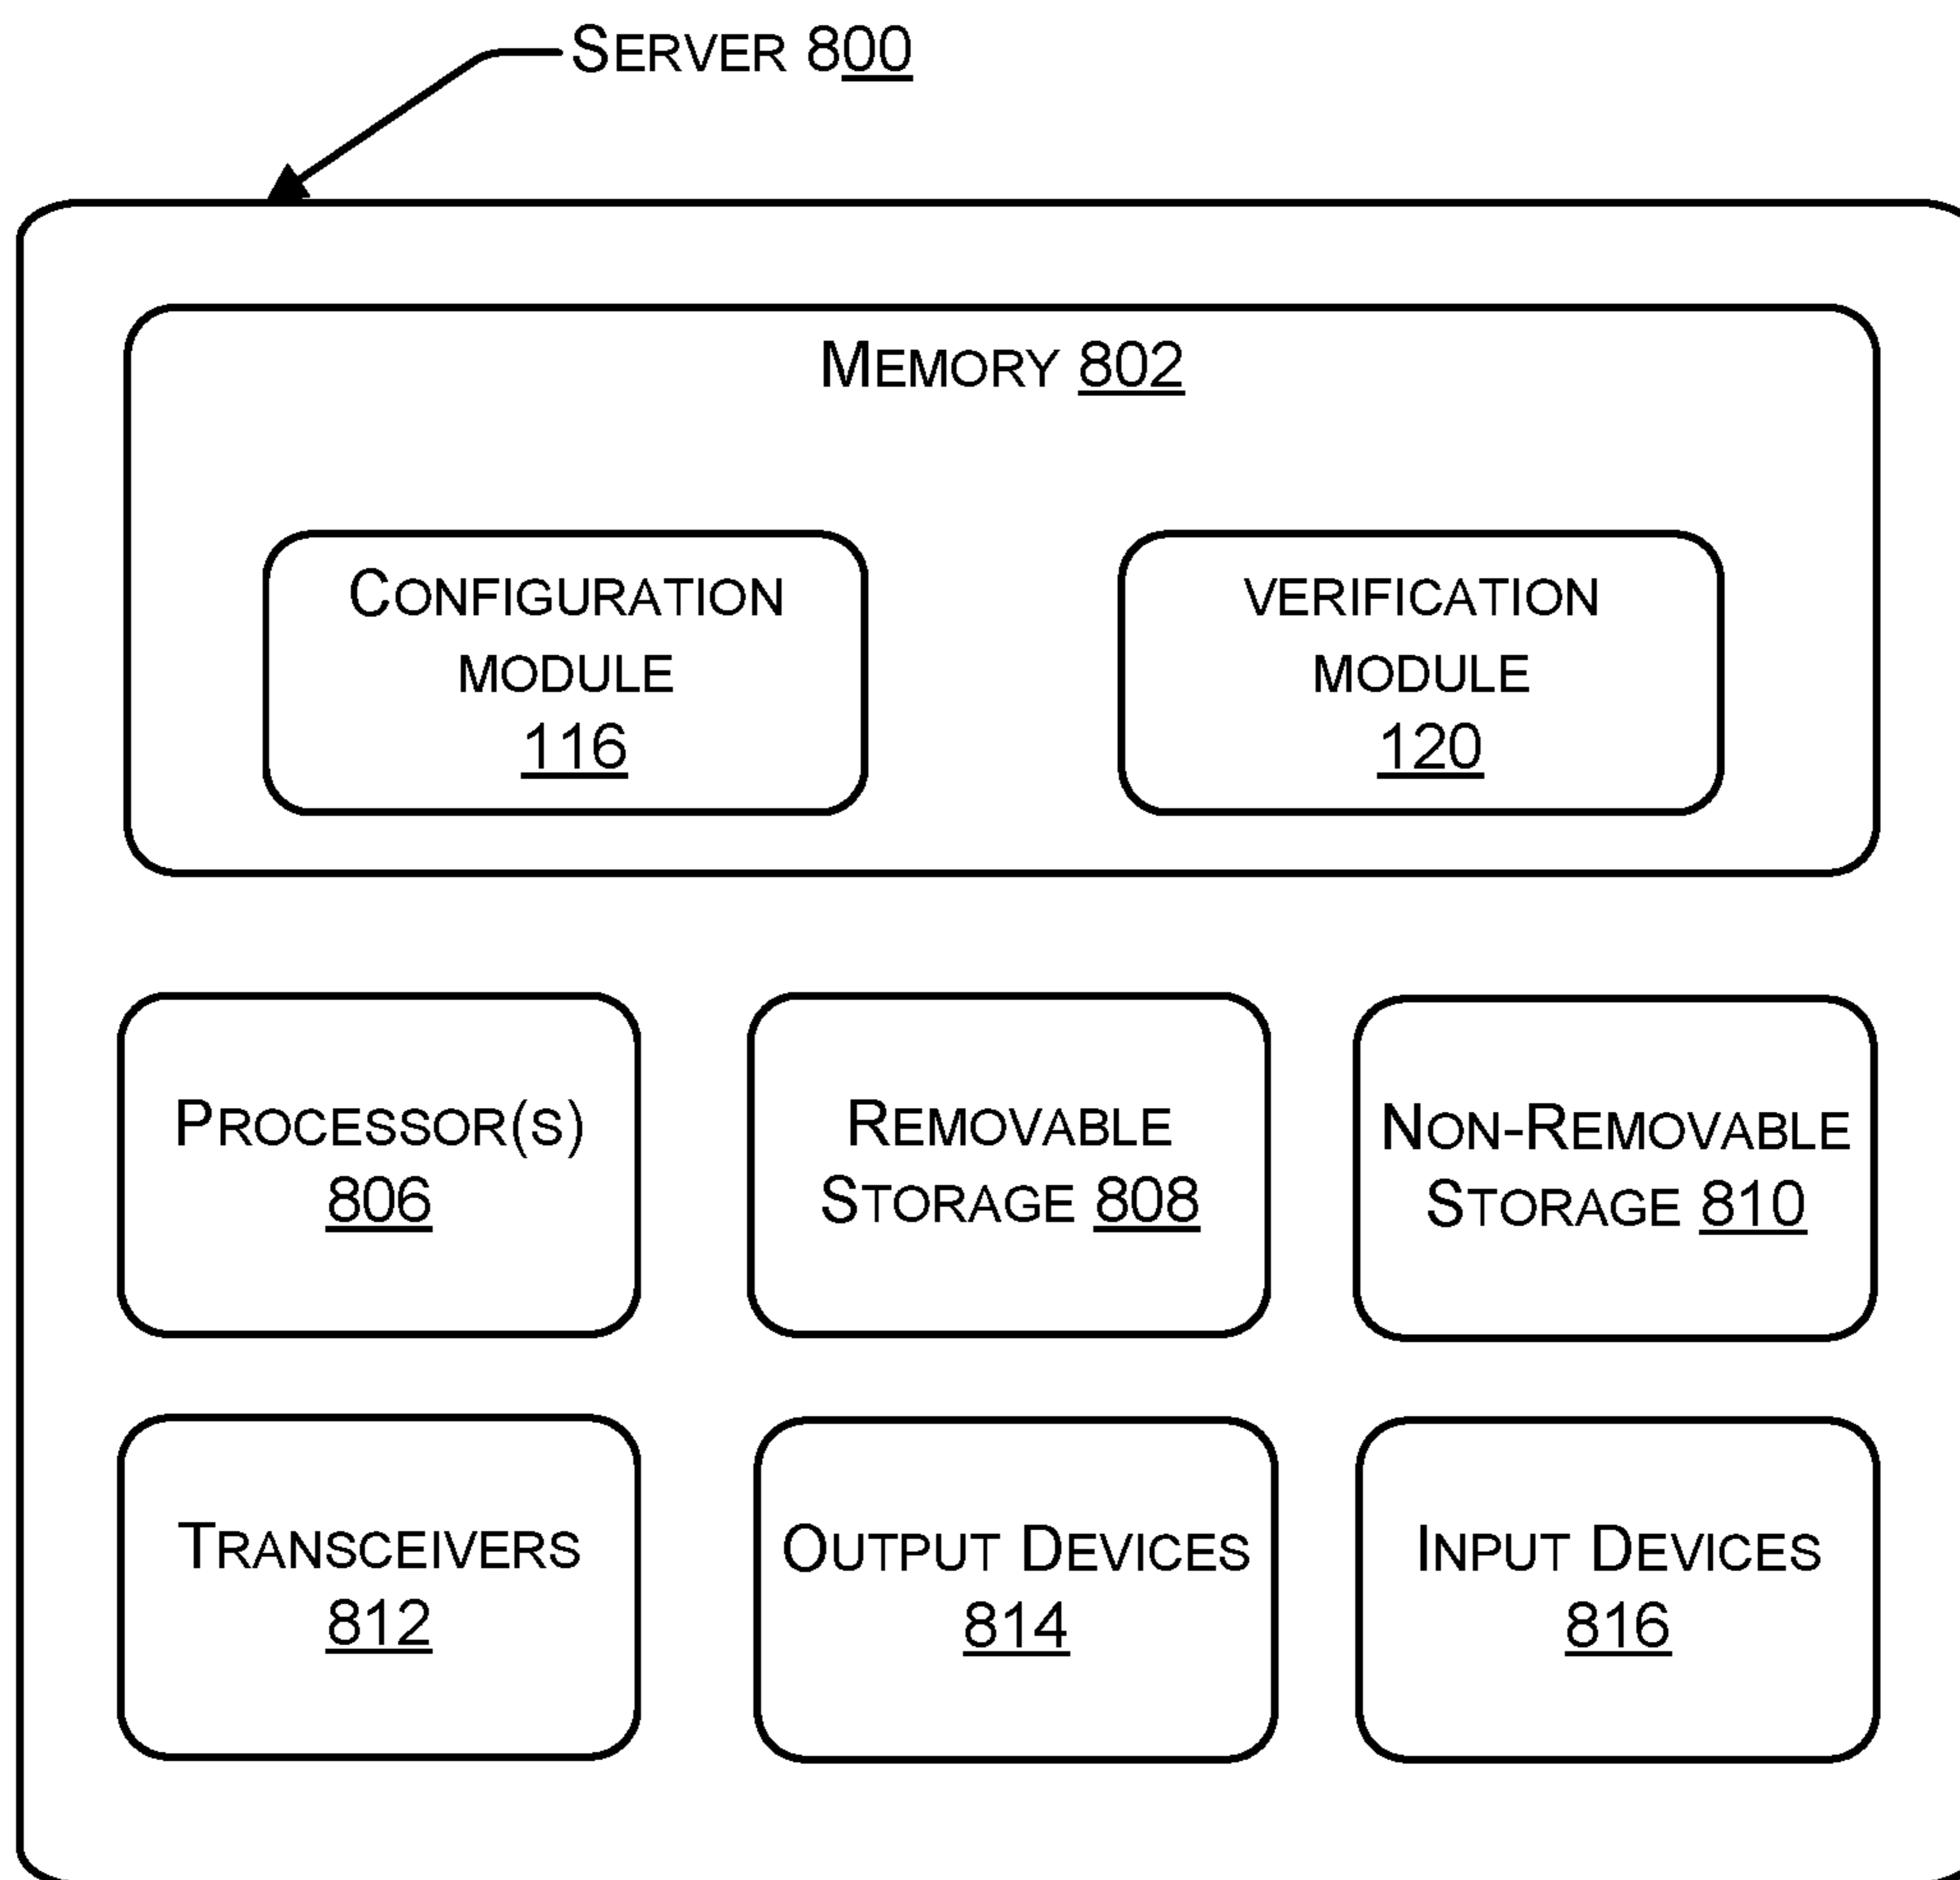 SERVER 800
MEMORY 802
CONFIGURATION
MODULE
116
VERIFICATION
MODULE
120
PROCESSOR(S)
806
REMOVABLE
STORAGE 808
NON-REMOVABLE
STORAGE 810
TRANSCEIVERS
812
OUTPUT DEVICES
814
INPUT DEVICES
816